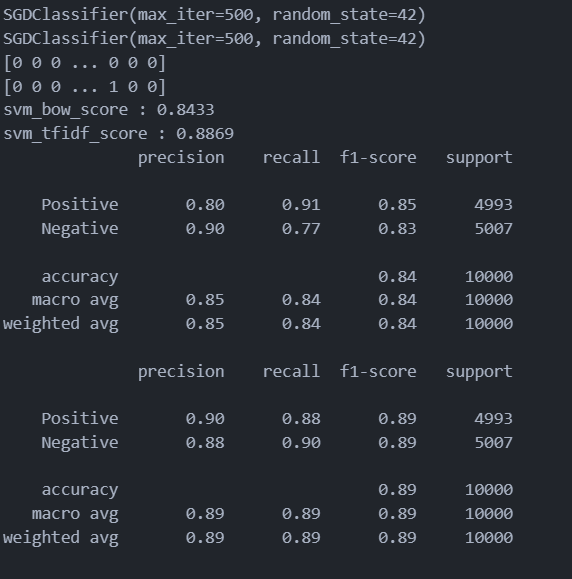 SGDClassifier(max_iter=500, random_state=42)
SGDClassifier(max_iter=500, random_state=42)
[0 0 0 ... 0 0 0]
[0 0 0 ... 1 0 0]
svm_bow_score : 0.8433
svm_tfidf_score : 0.8869
precision recall f1-score support
Positive 0.80 0.91 0.85 4993
Negative 0.90 0.77 0.83 5007
accuracy 0.84 10000
macro avg 0.85 0.84 0.84 10000
weighted avg 0.85 0.84 0.84 10000
precision recall f1-score support
Positive 0.90 0.88 0.89 4993
Negative 0.88 0.90 0.89 5007
accuracy 0.89 10000
macro avg 0.89 0.89 0.89 10000
weighted avg 0.89 0.89 0.89 10000